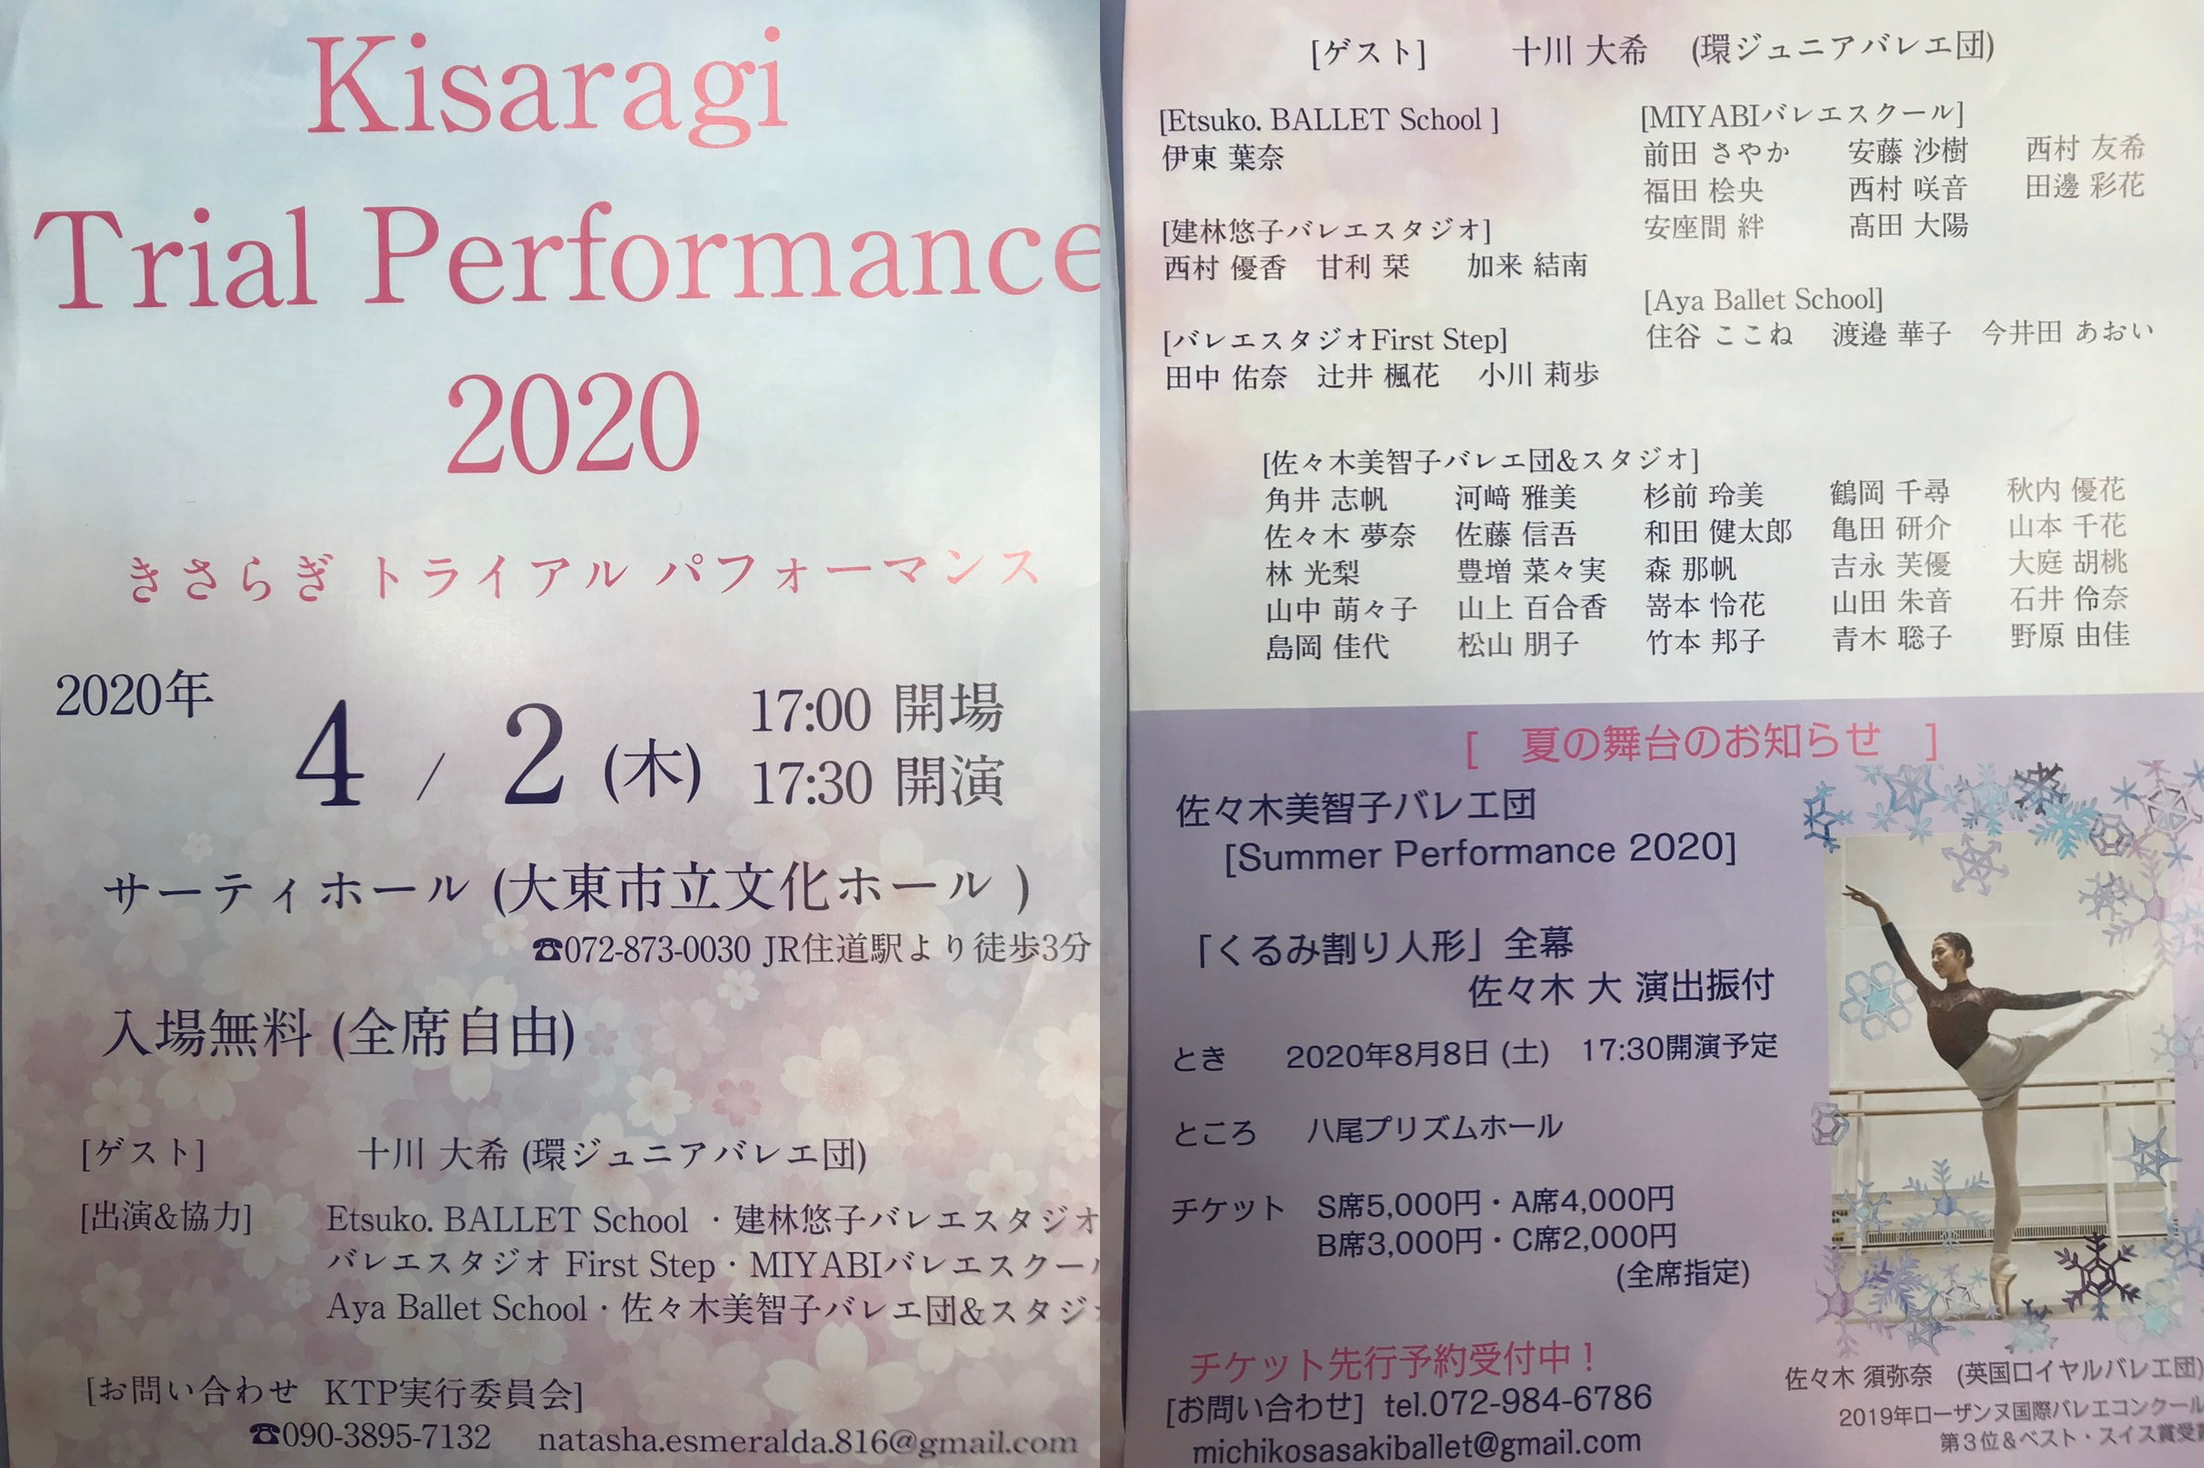 Kisaragi
Trial Performance
2020
きさらぎ トライアル パフォーマンス
2020年
4 / 2 (木)
17:00 開場
17:30 開演
サーティホール (大東市立文化ホール )
☎072-873-0030 JR住道駅より徒歩3分
入場無料 (全席自由)
[ゲスト] 十川 大希 (環ジュニアバレエ団)
[出演&協力] Etsuko. BALLET School ・建林悠子バレエスタジオ
バレエスタジオ First Step・MIYABIバレエスクール
Aya Ballet School・佐々木美智子バレエ団&スタジオ
[お問い合わせ KTP実行委員会]
☎090-3895-7132 natasha.esmeralda.816@gmail.com
[ゲスト] 十川 大希 (環ジュニアバレエ団)
[Etsuko. BALLET School ]
伊東 葉奈
[建林悠子バレエスタジオ]
西村 優香 甘利 栞 加来 結南
[バレエスタジオFirst Step]
田中 佑奈 辻井 楓花 小川 莉歩
[MIYABIバレエスクール]
前田 さやか 安藤 沙樹 西村 友希
福田 桧央 西村 咲音 田邊 彩花
安座間 絆 髙田 大陽
[Aya Ballet School]
住谷 ここね 渡邉 華子 今井田 あおい
[佐々木美智子バレエ団&スタジオ]
角井 志帆 河﨑 雅美 杉前 玲美 鶴岡 千尋 秋内 優花
佐々木 夢奈 佐藤 信吾 和田 健太郎 亀田 研介 山本 千花
林 光梨 豊増 菜々実 森 那帆 吉永 芙優 大庭 胡桃
山中 萌々子 山上 百合香 嵜本 怜花 山田 朱音 石井 伶奈
島岡 佳代 松山 朋子 竹本 邦子 青木 聡子 野原 由佳
[ 夏の舞台のお知らせ ]
佐々木美智子バレエ団
[Summer Performance 2020]
「くるみ割り人形」全幕
佐々木 大 演出振付
とき 2020年8月8日 (土) 17:30開演予定
ところ 八尾プリズムホール
チケット S席5,000円・A席4,000円
B席3,000円・C席2,000円
(全席指定)
チケット先行予約受付中！
[お問い合わせ] tel.072-984-6786
michikosasakiballet@gmail.com
佐々木 須弥奈 (英国ロイヤルバレエ団)
2019年ローザンヌ国際バレエコンクール
第3位&ベスト・スイス賞受賞